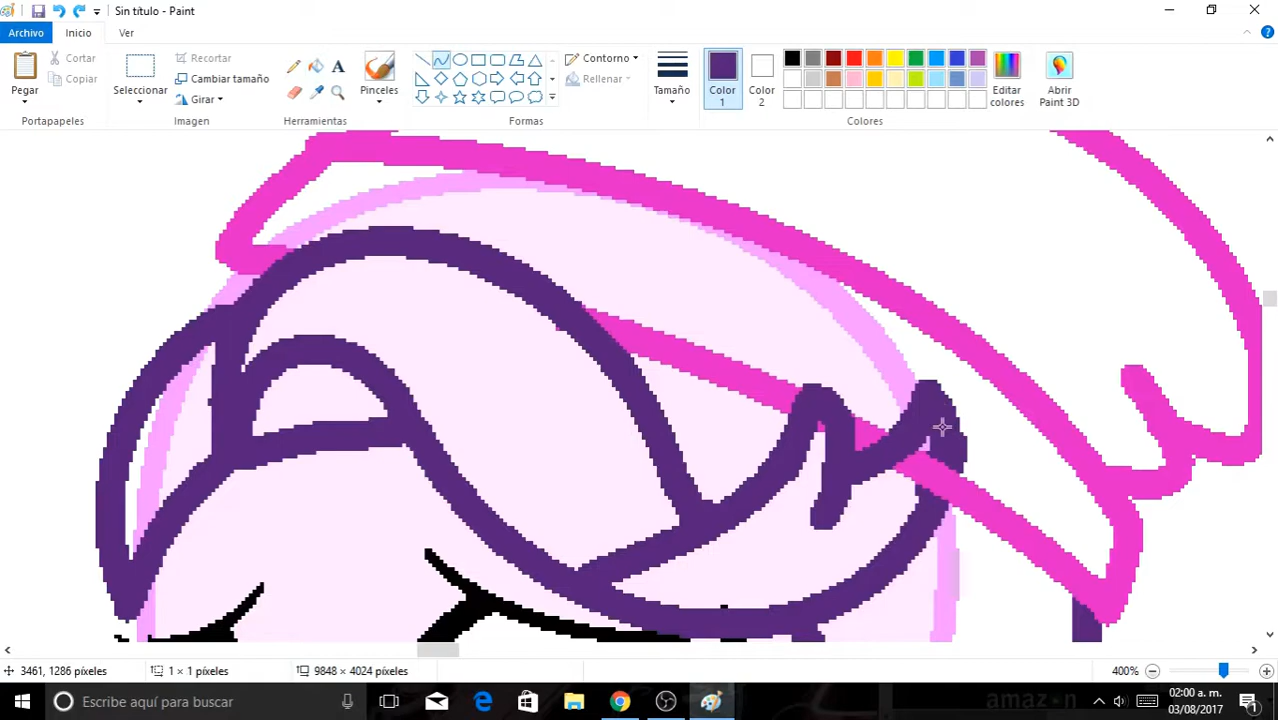 Sin título - Paint
Archivo Inicio Ver
Pegar
Cortar
Copiar
Portapapeles
Seleccionar
Recortar
Cambiar tamaño
Girar
Imagen
A
Herramientas
Pinceles
Contorno
Rellenar
Formas
Tamaño
Color 1
Color 2
Editar colores
Colores
Abrir Paint 3D
3461, 1286 píxeles
1 × 1 píxeles
9848 × 4024 píxeles
400%
Escribe aquí para buscar
amaz n
02:00 a. m.
03/08/2017